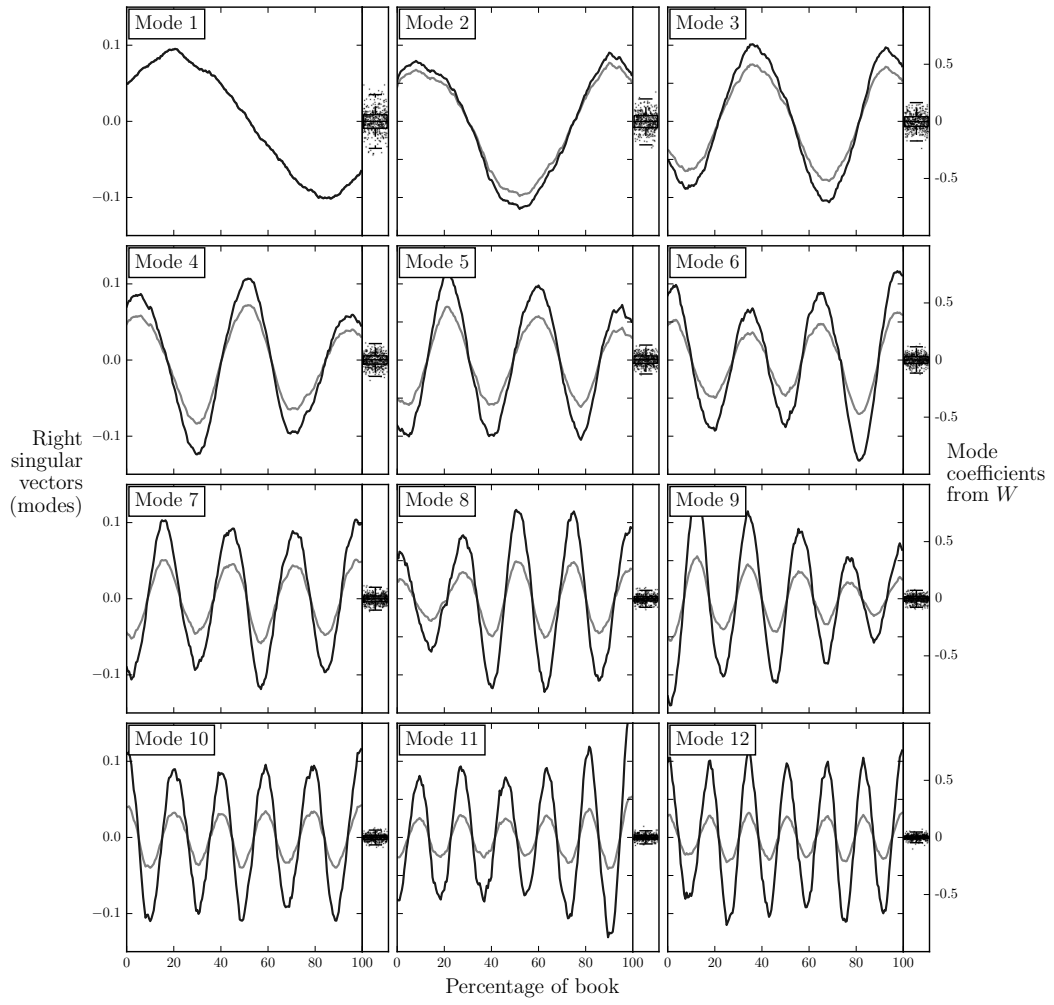 Mode 1
Mode 2
Mode 3
0.1
0.0
−0.1
0.5
0
-0.5
Mode 4
Mode 5
Mode 6
0.1
0.0
−0.1
0.5
0
-0.5
Right
singular
vectors
(modes)
Mode
coefficients
from W
Mode 7
Mode 8
Mode 9
0.1
0.0
−0.1
0.5
0
-0.5
Mode 10
Mode 11
Mode 12
0.1
0.0
−0.1
0.5
0
-0.5
0 20 40 60 80 100
0 20 40 60 80 100
0 20 40 60 80 100
Percentage of book